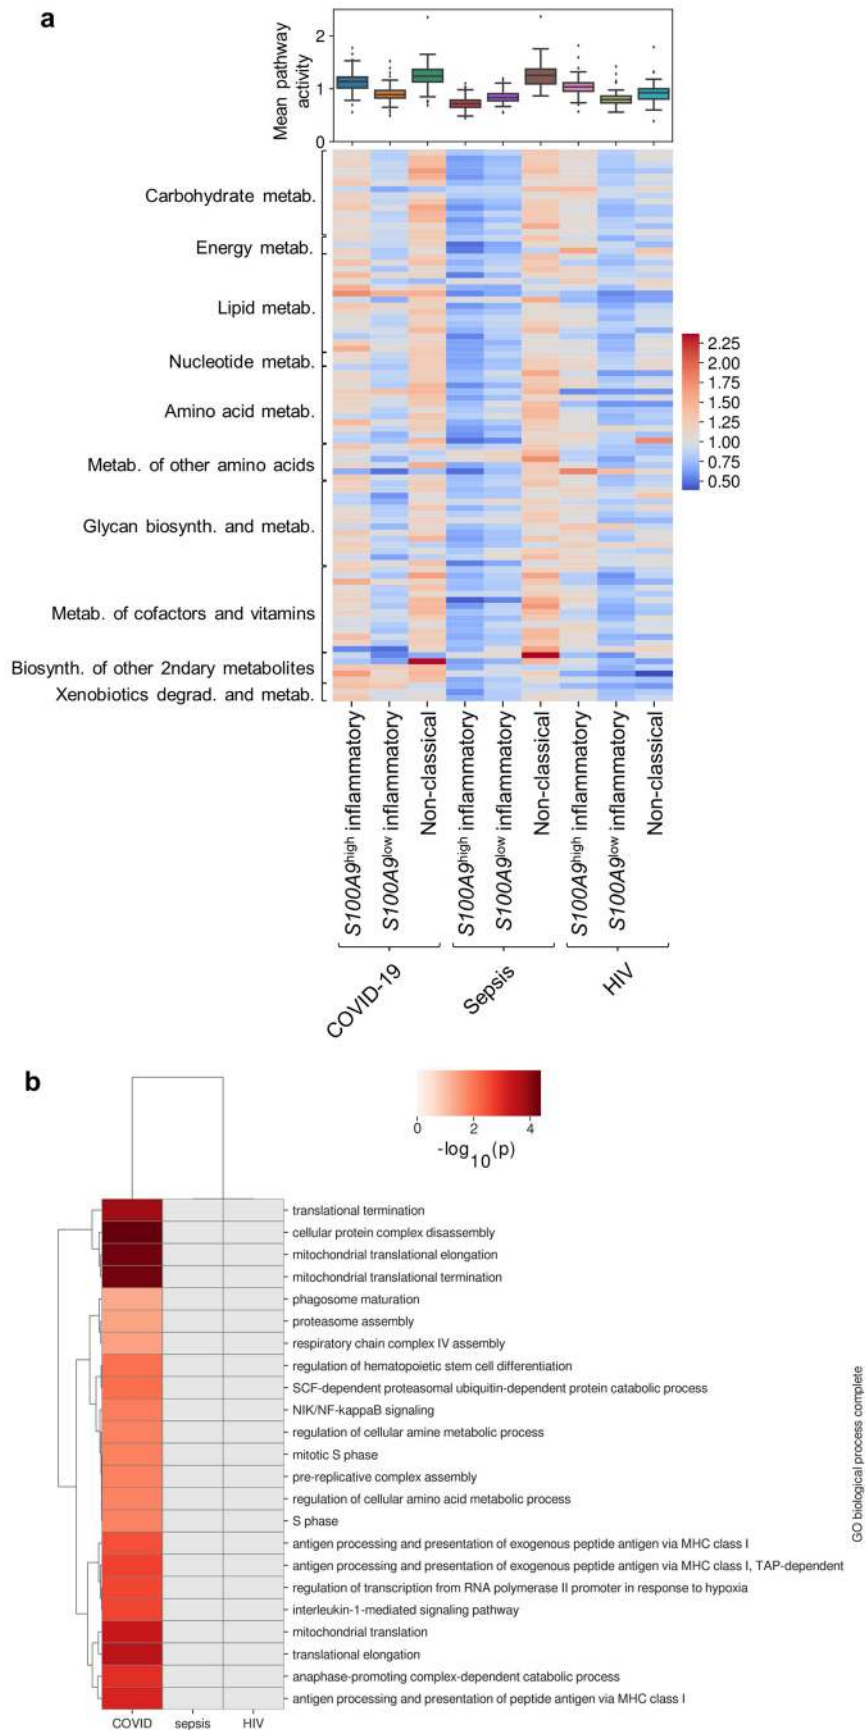 a
Mean pathway
activity
2
1
0
Carbohydrate metab.
Energy metab.
Lipid metab.
Nucleotide metab.
Amino acid metab.
Metab. of other amino acids
Glycan biosynth. and metab.
Metab. of cofactors and vitamins
Biosynth. of other 2ndary metabolites
Xenobiotics degrad. and metab.
2.25
2.00
1.75
1.50
1.25
1.00
0.75
0.50
S100A9high inflammatory
S100A9low inflammatory
Non-classical
S100A9high inflammatory
S100A9low inflammatory
Non-classical
S100A9high inflammatory
S100A9low inflammatory
Non-classical
COVID-19
Sepsis
HIV
b
0 2 4
-log10(p)
translational termination
cellular protein complex disassembly
mitochondrial translational elongation
mitochondrial translational termination
phagosome maturation
proteasome assembly
respiratory chain complex IV assembly
regulation of hematopoietic stem cell differentiation
SCF-dependent proteasomal ubiquitin-dependent protein catabolic process
NIK/NF-kappaB signaling
regulation of cellular amine metabolic process
mitotic S phase
pre-replicative complex assembly
regulation of cellular amino acid metabolic process
S phase
antigen processing and presentation of exogenous peptide antigen via MHC class I
antigen processing and presentation of exogenous peptide antigen via MHC class I, TAP-dependent
regulation of transcription from RNA polymerase II promoter in response to hypoxia
interleukin-1-mediated signaling pathway
mitochondrial translation
translational elongation
anaphase-promoting complex-dependent catabolic process
antigen processing and presentation of peptide antigen via MHC class I
GO biological process complete
COVID sepsis HIV